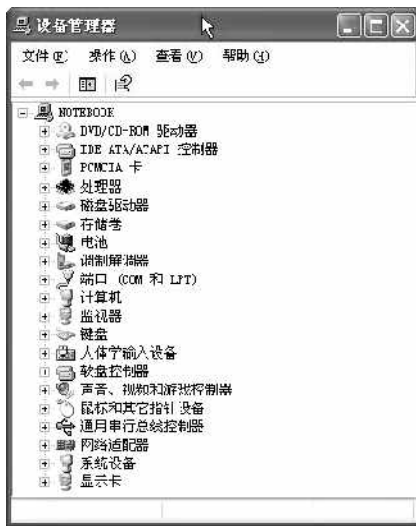 设备管理器
文件(F) 操作(A) 查看(V) 帮助(H)
NOTEBOOK
DVD/CD-ROM 驱动器
IDE ATA/ATAPI 控制器
PCMCIA 卡
处理器
磁盘驱动器
存储卷
电池
调制解调器
端口 (COM 和 LPT)
计算机
监视器
键盘
人体学输入设备
软盘控制器
声音、视频和游戏控制器
鼠标和其它指针设备
通用串行总线控制器
网络适配器
系统设备
显示卡